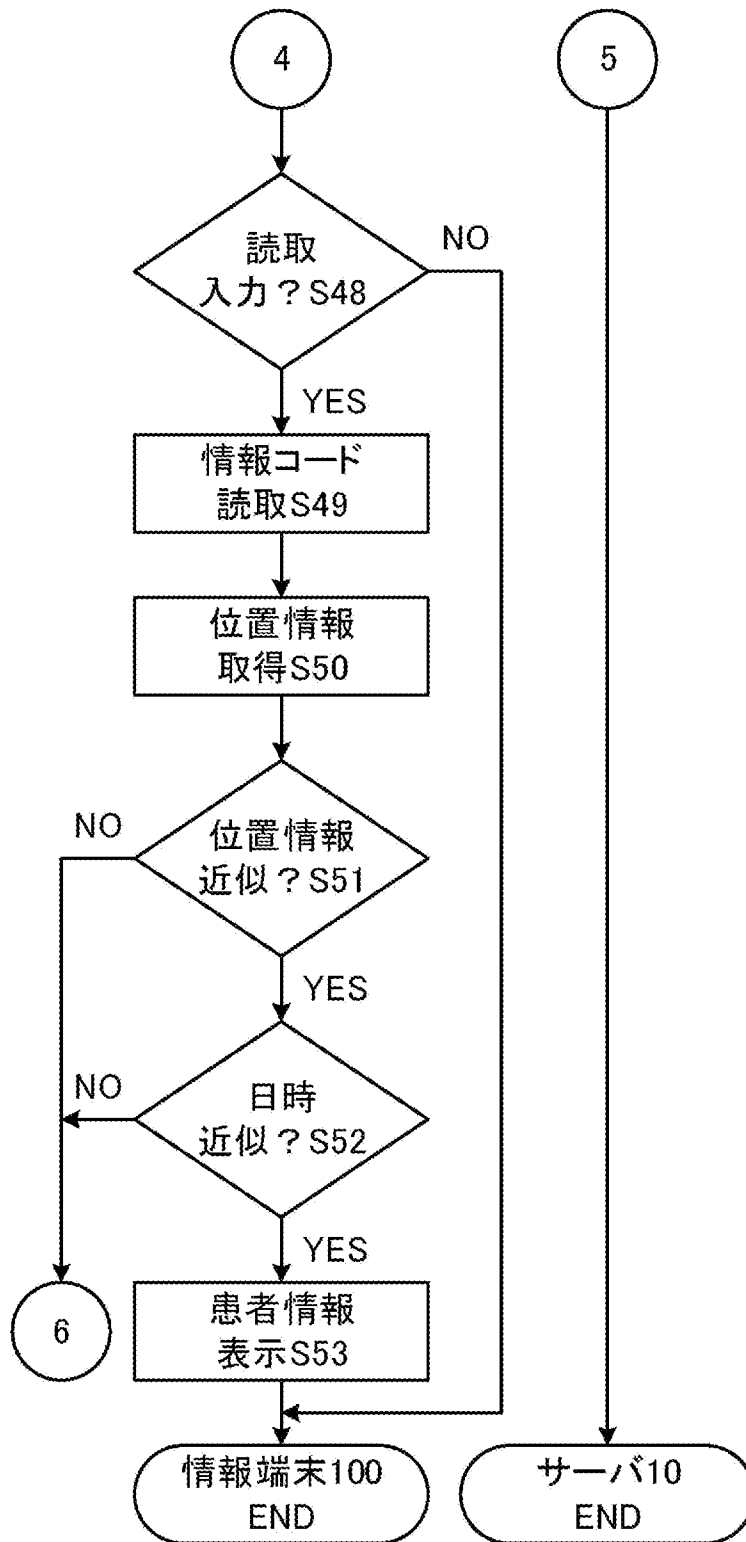 4
5
読取
入力？S48
NO
YES
情報コード
読取S49
位置情報
取得S50
NO
位置情報
近似？S51
YES
NO
日時
近似？S52
YES
6
患者情報
表示S53
情報端末100
END
サーバ10
END